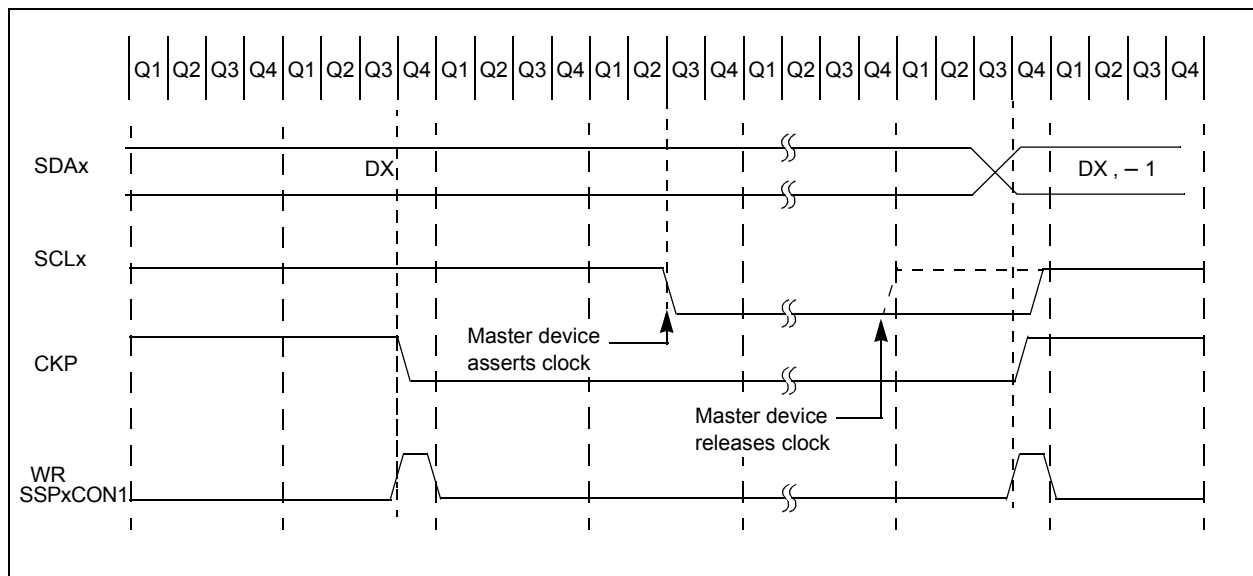 Q1 Q2 Q3 Q4 Q1 Q2 Q3 Q4 Q1 Q2 Q3 Q4 Q1 Q2 Q3 Q4 Q1 Q2 Q3 Q4 Q1 Q2 Q3 Q4 Q1 Q2 Q3 Q4
SDAx
DX
DX , – 1
SCLx
Master device
asserts clock
CKP
Master device
releases clock
WR
SSPxCON1